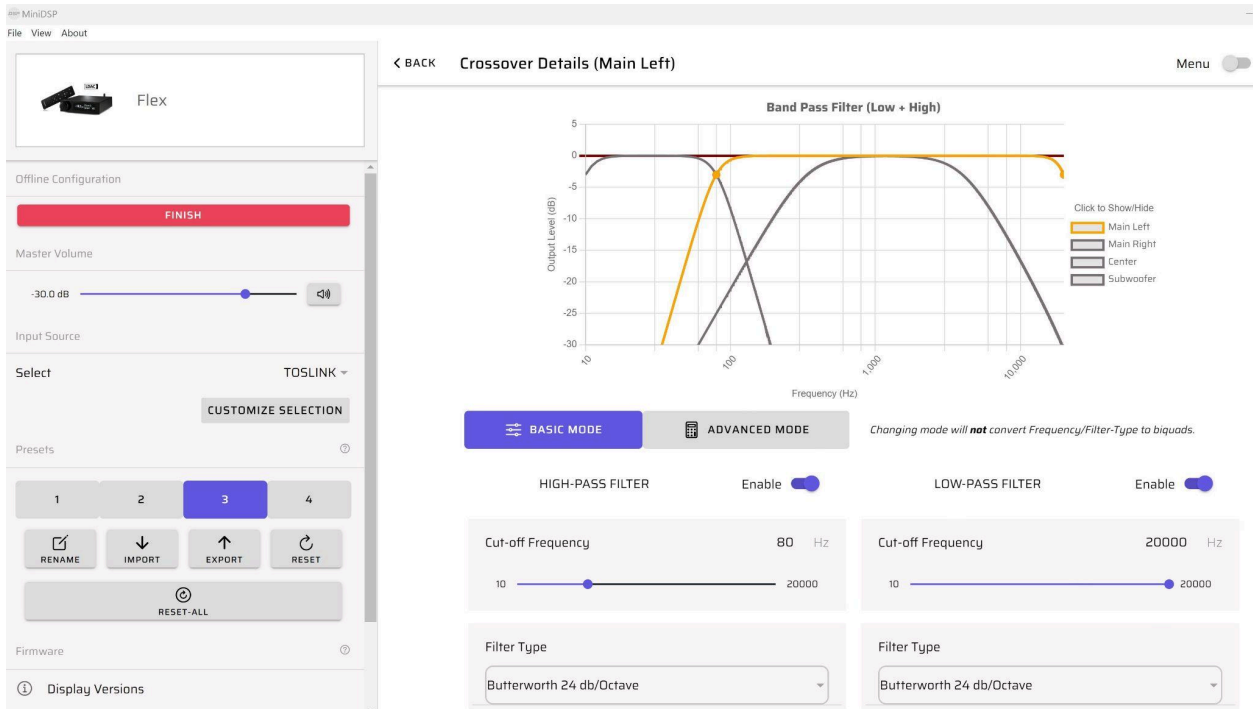 MiniDSP
File View About
Flex
Offline Configuration
FINISH
Master Volume
-30.0 dB
Input Source
Select TOSLINK
CUSTOMIZE SELECTION
Presets
1 2 3 4
RENAME IMPORT EXPORT RESET
RESET-ALL
Firmware
Display Versions
BACK Crossover Details (Main Left) Menu
Band Pass Filter (Low + High)
Output Level (dB)
5
0
-5
-10
-15
-20
-25
-30
10 100 1,000 10,000
Frequency (Hz)
Click to Show/Hide
Main Left
Main Right
Center
Subwoofer
BASIC MODE ADVANCED MODE Changing mode will not convert Frequency/Filter-Type to biquads.
HIGH-PASS FILTER Enable LOW-PASS FILTER Enable
Cut-off Frequency 80 Hz Cut-off Frequency 20000 Hz
10 20000 10 20000
Filter Type Filter Type
Butterworth 24 db/Octave Butterworth 24 db/Octave